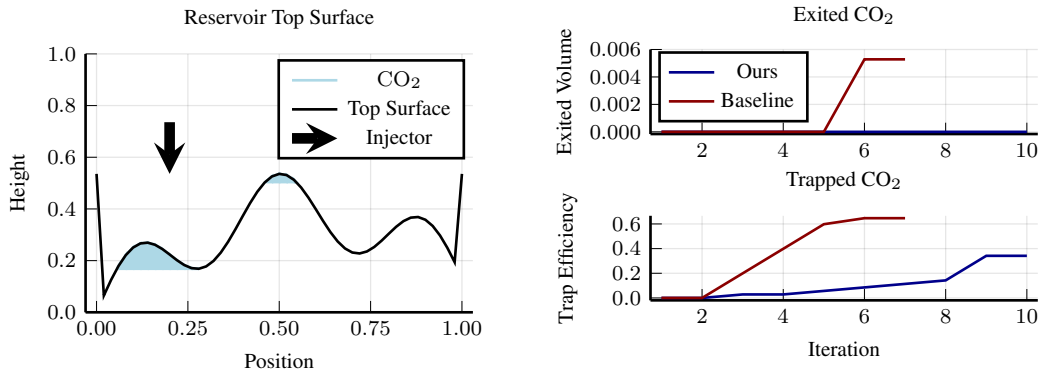 Reservoir Top Surface
1.0
0.8
0.6
0.4
0.2
0.0
Height
CO₂
Top Surface
Injector
0.00
0.25
0.50
0.75
1.00
Position
Exited CO₂
0.006
0.004
0.002
0.000
Exited Volume
Ours
Baseline
2
4
6
8
10
Trapped CO₂
0.6
0.4
0.2
0.0
Trap Efficiency
2
4
6
8
10
Iteration